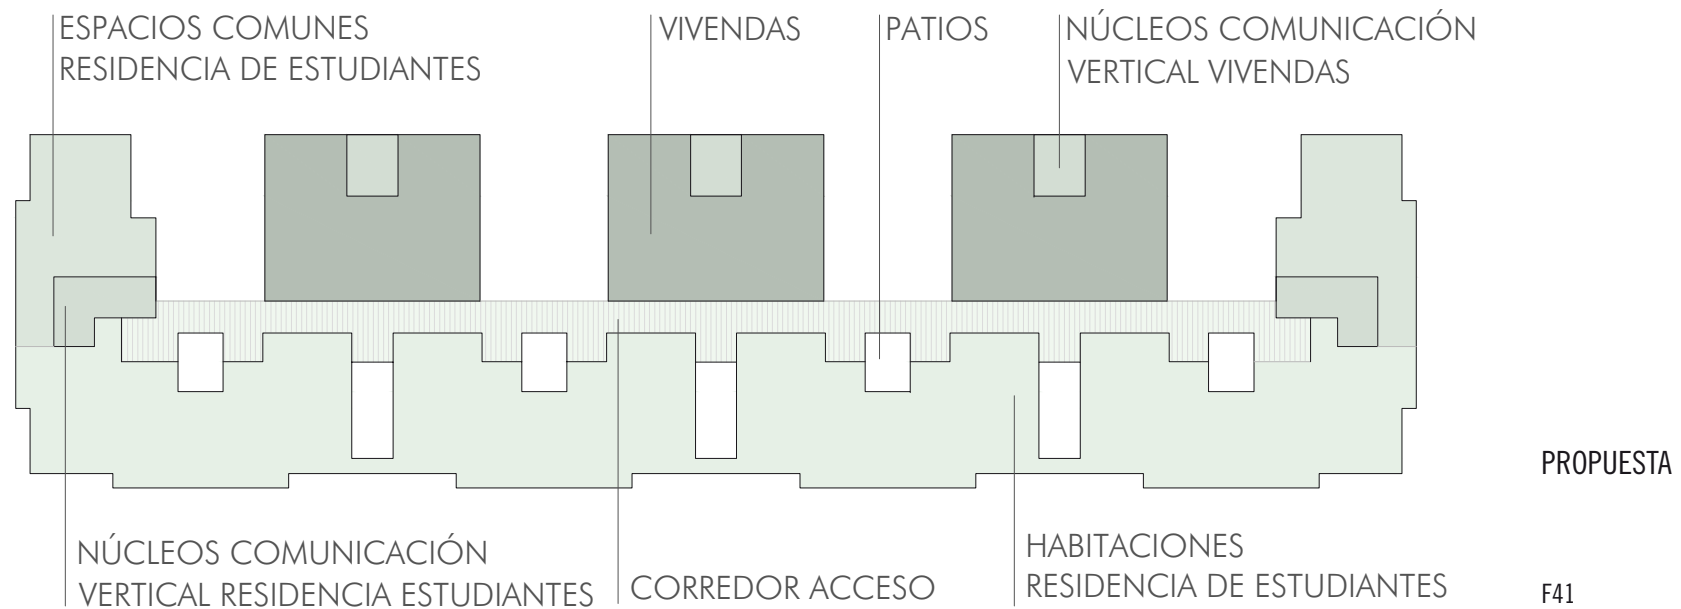 ESPACIOS COMUNES
RESIDENCIA DE ESTUDIANTES
VIVENDAS
PATIOS
NÚCLEOS COMUNICACIÓN
VERTICAL VIVENDAS
PROPUESTA
NÚCLEOS COMUNICACIÓN
VERTICAL RESIDENCIA ESTUDIANTES
CORREDOR ACCESO
HABITACIONES
RESIDENCIA DE ESTUDIANTES
F41